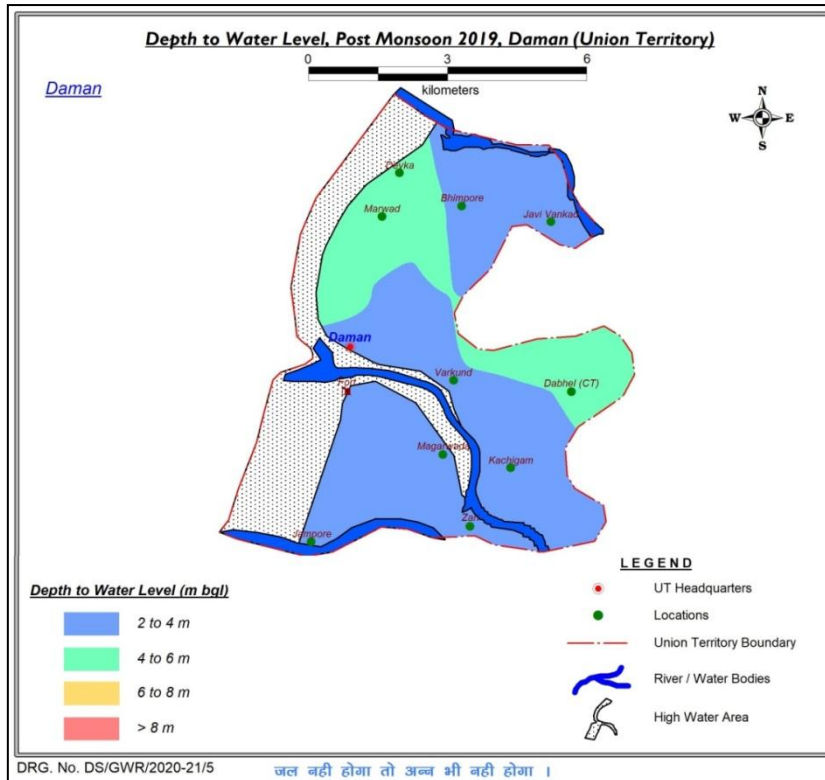 Depth to Water Level, Post Monsoon 2019, Daman (Union Territory)
0 3 6
kilometers
Daman
N
W E
S
Devka
Bhimpore
Marwad
Javi Vankad
Daman
Varkund
Fort
Dabhel (CT)
Magarwada
Kachigam
Zari
Jampore
LEGEND
UT Headquarters
Locations
Union Territory Boundary
River / Water Bodies
High Water Area
Depth to Water Level (m bgl)
2 to 4 m
4 to 6 m
6 to 8 m
> 8 m
DRG. No. DS/GWR/2020-21/5
जल नही होगा तो अन्न भी नही होगा ।